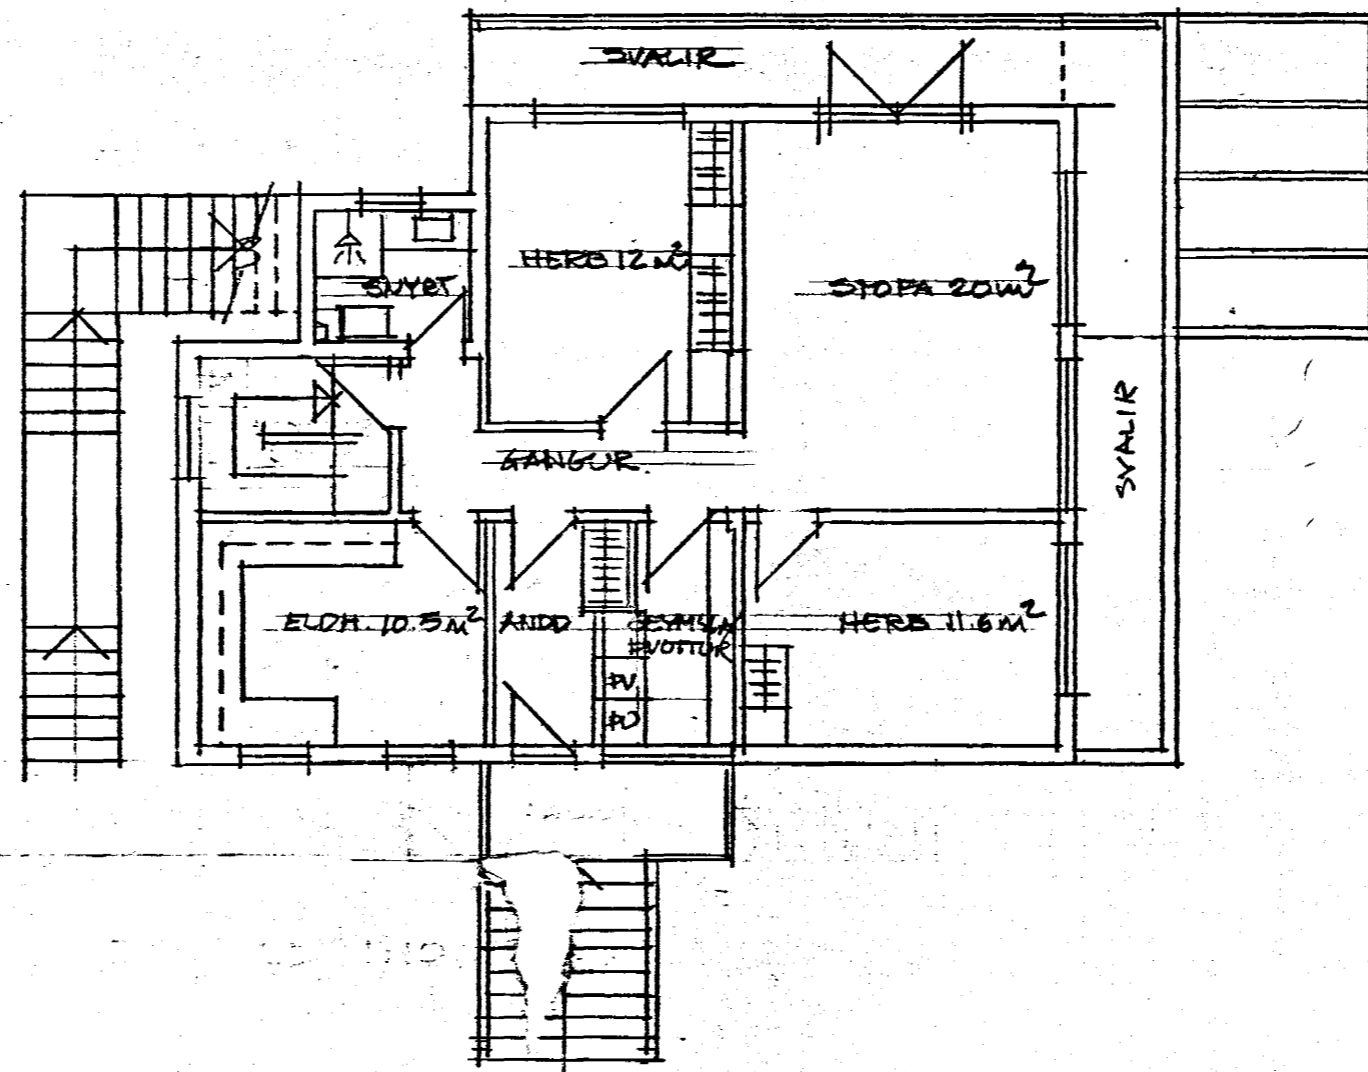 SVALIR
HERB 12 m²
SNYRT
STOFA 20 m²
SVALIR
GANGUR
ELDH. 10.5 m²
ANDD
GEYMSLA
ÞVOTTUR
HERB 11.6 m²
ÞV
ÞU